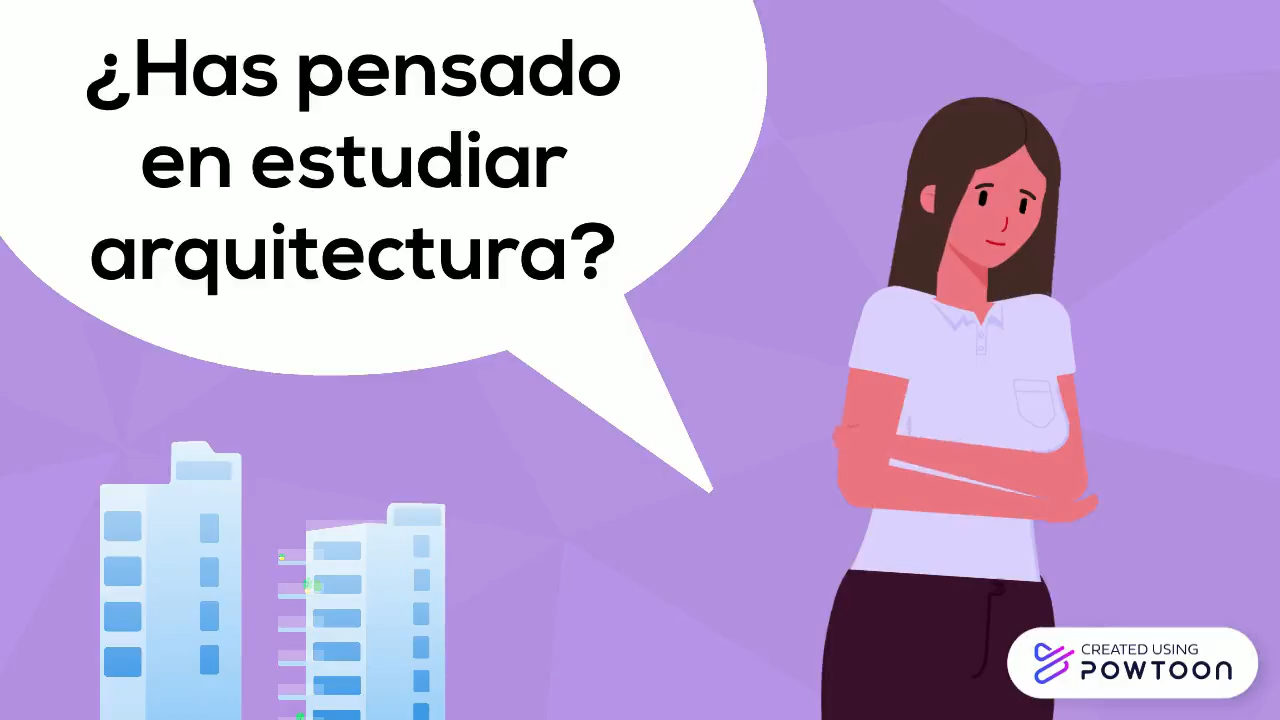 ¿Has pensado
en estudiar
arquitectura?
CREATED USING
POWTOON